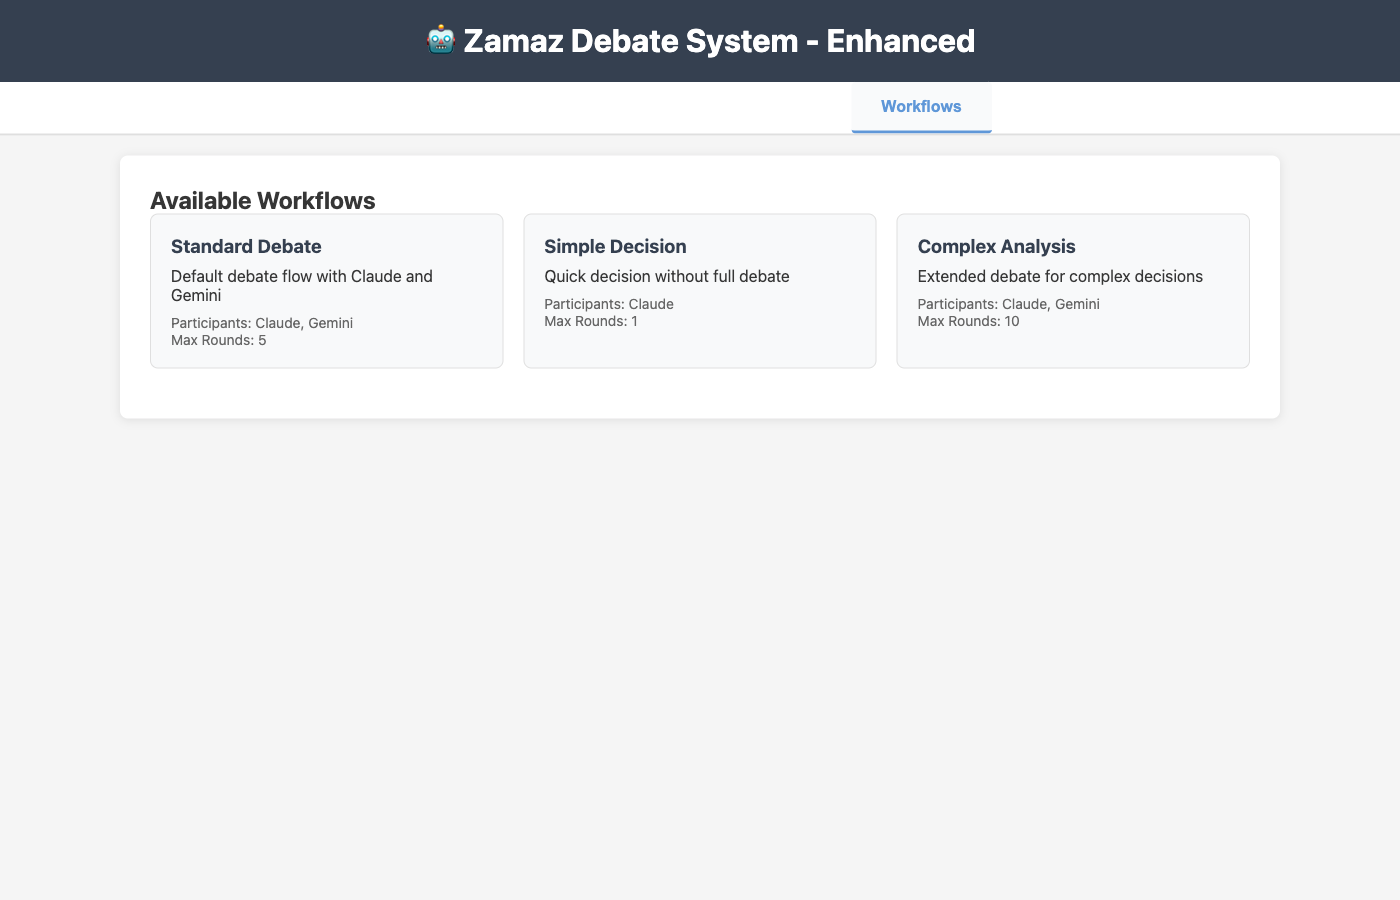 🤖 Zamaz Debate System - Enhanced
Workflows
Available Workflows
Standard Debate
Default debate flow with Claude and
Gemini
Participants: Claude, Gemini
Max Rounds: 5
Simple Decision
Quick decision without full debate
Participants: Claude
Max Rounds: 1
Complex Analysis
Extended debate for complex decisions
Participants: Claude, Gemini
Max Rounds: 10